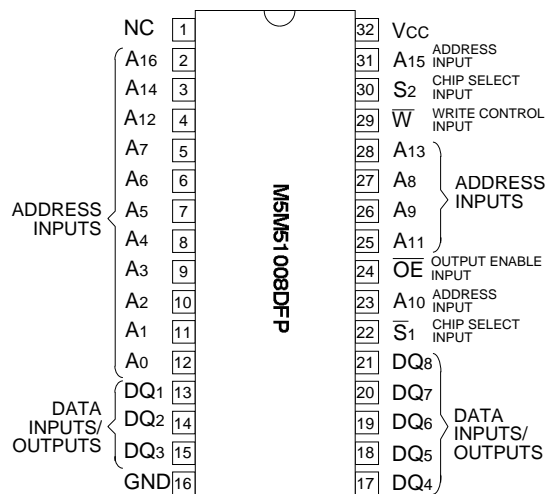 NC 1
A16 2
A14 3
A12 4
A7 5
A6 6
A5 7
A4 8
A3 9
A2 10
A1 11
A0 12
DQ1 13
DQ2 14
DQ3 15
GND 16
ADDRESS
INPUTS
DATA
INPUTS/
OUTPUTS
M5M51008DFP
32 VCC
31 A15 ADDRESS
INPUT
30 S2 CHIP SELECT
INPUT
29 W̅ WRITE CONTROL
INPUT
28 A13
27 A8
26 A9
25 A11
ADDRESS
INPUTS
24 O̅E̅ OUTPUT ENABLE
INPUT
23 A10 ADDRESS
INPUT
22 S̅1 CHIP SELECT
INPUT
21 DQ8
20 DQ7
19 DQ6
18 DQ5
17 DQ4
DATA
INPUTS/
OUTPUTS